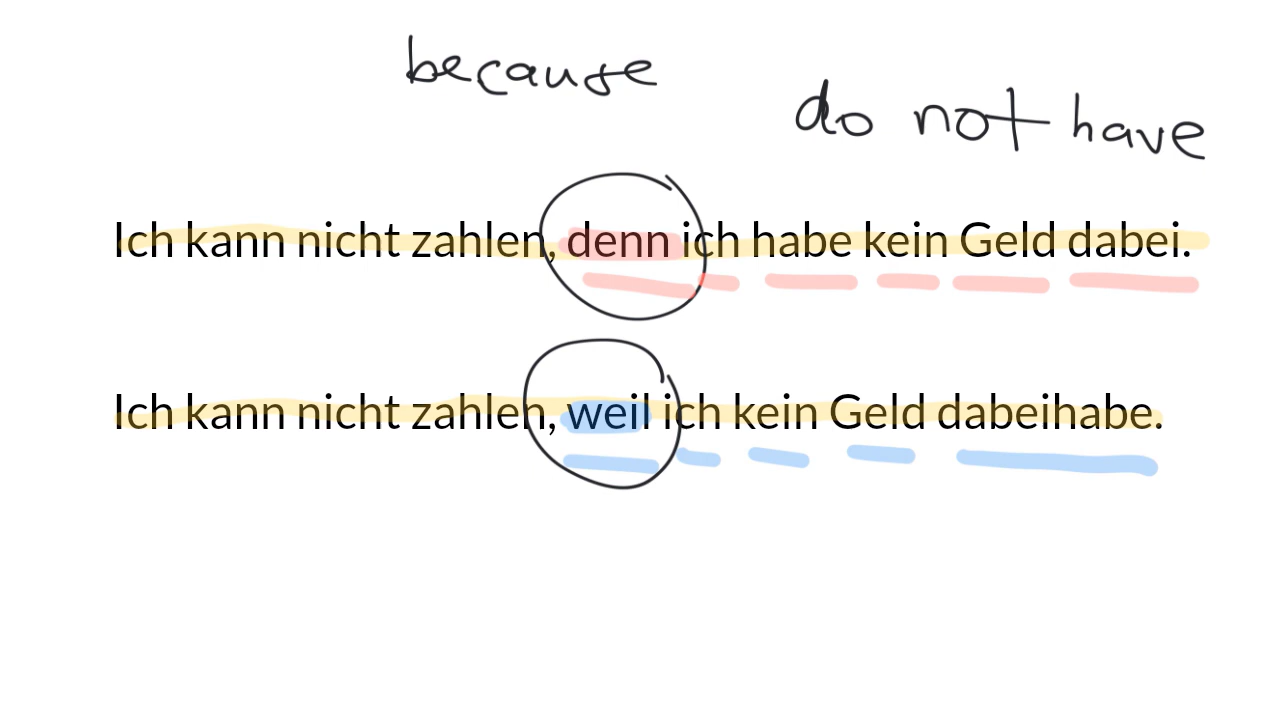 because
do not have
Ich kann nicht zahlen, denn ich habe kein Geld dabei.
Ich kann nicht zahlen, weil ich kein Geld dabeihabe.